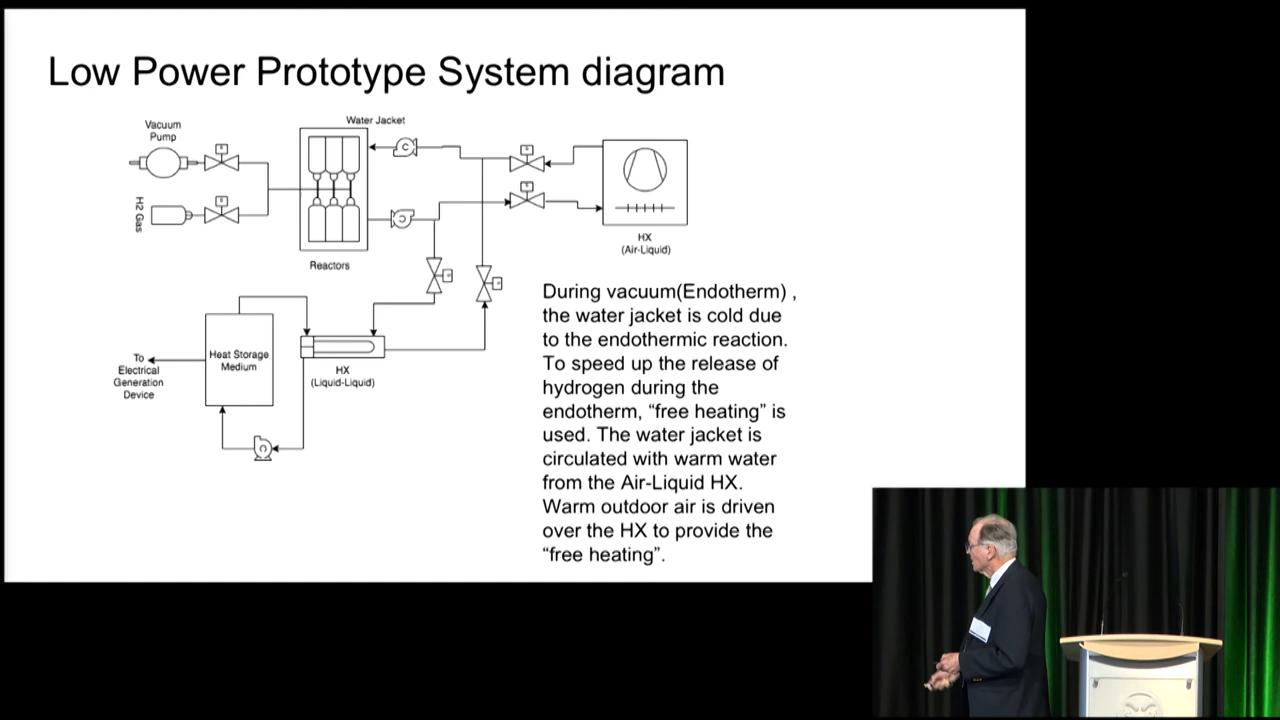 Low Power Prototype System diagram
Vacuum
Pump
Water Jacket
H2 Gas
HX
(Air-Liquid)
Reactors
During vacuum(Endotherm) ,
the water jacket is cold due
to the endothermic reaction.
To speed up the release of
hydrogen during the
endotherm, “free heating” is
used. The water jacket is
circulated with warm water
from the Air-Liquid HX.
Warm outdoor air is driven
over the HX to provide the
“free heating”.
Heat Storage
Medium
To
Electrical
Generation
Device
HX
(Liquid-Liquid)